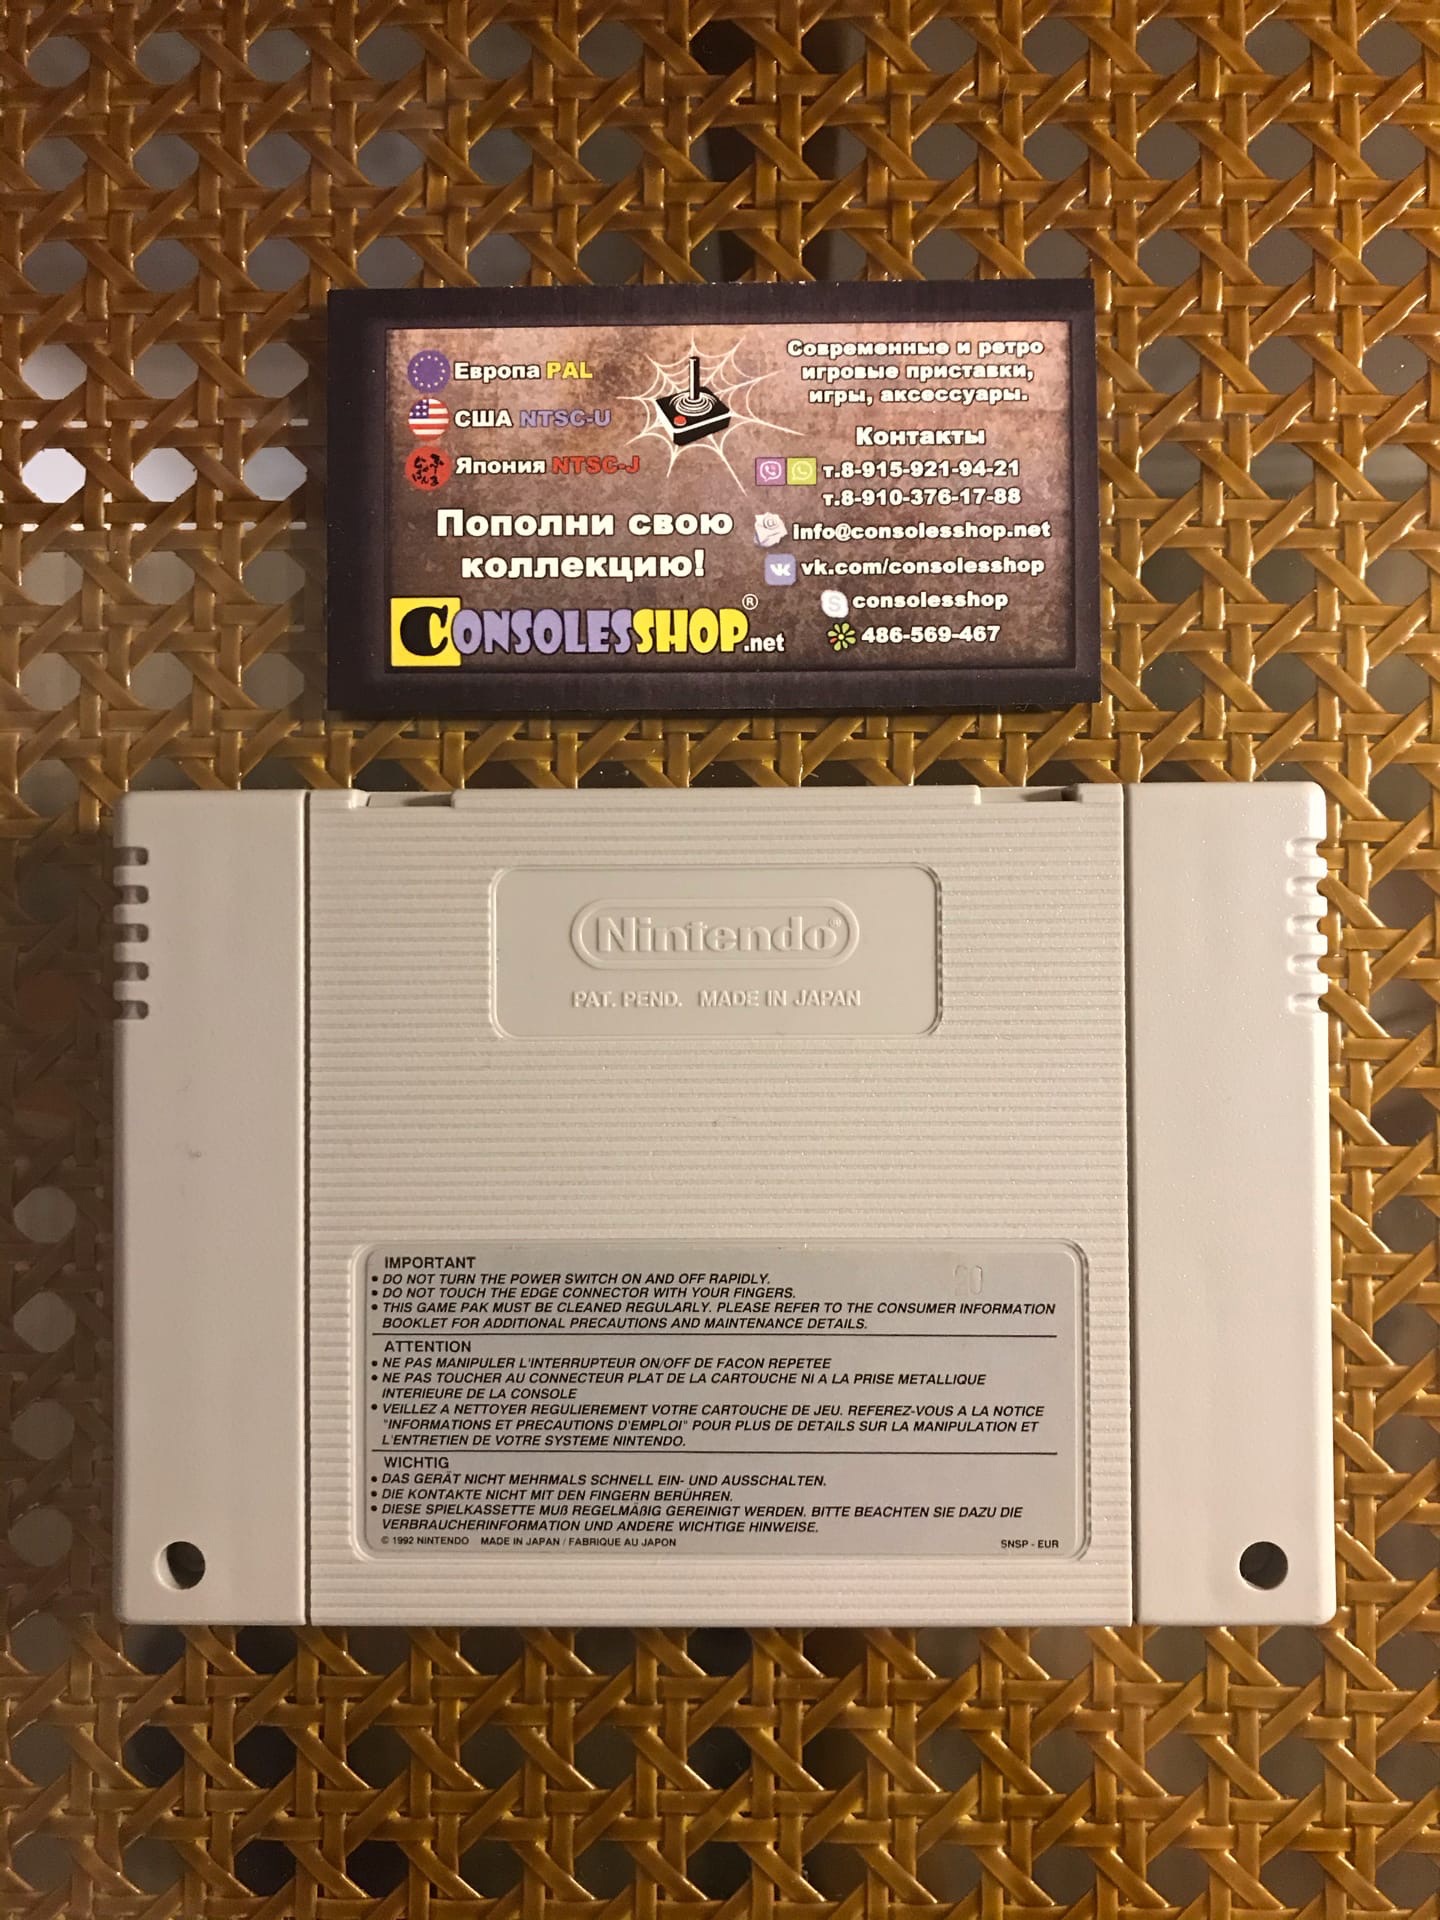 Европа PAL
США NTSC-U
Япония NTSC-J
Пополни свою
коллекцию!
CONSOLESSHOP.net®
Современные и ретро
игровые приставки,
игры, аксессуары.
Контакты
т.8-915-921-94-21
т.8-910-376-17-88
info@consolesshop.net
vk.com/consolesshop
consolesshop
486-569-467
Nintendo®
PAT. PEND. MADE IN JAPAN
20
IMPORTANT
• DO NOT TURN THE POWER SWITCH ON AND OFF RAPIDLY.
• DO NOT TOUCH THE EDGE CONNECTOR WITH YOUR FINGERS.
• THIS GAME PAK MUST BE CLEANED REGULARLY. PLEASE REFER TO THE CONSUMER INFORMATION
BOOKLET FOR ADDITIONAL PRECAUTIONS AND MAINTENANCE DETAILS.
ATTENTION
• NE PAS MANIPULER L'INTERRUPTEUR ON/OFF DE FACON REPETEE
• NE PAS TOUCHER AU CONNECTEUR PLAT DE LA CARTOUCHE NI A LA PRISE METALLIQUE
INTERIEURE DE LA CONSOLE
• VEILLEZ A NETTOYER REGULIEREMENT VOTRE CARTOUCHE DE JEU. REFEREZ-VOUS A LA NOTICE
"INFORMATIONS ET PRECAUTIONS D'EMPLOI" POUR PLUS DE DETAILS SUR LA MANIPULATION ET
L'ENTRETIEN DE VOTRE SYSTEME NINTENDO.
WICHTIG
• DAS GERÄT NICHT MEHRMALS SCHNELL EIN- UND AUSSCHALTEN.
• DIE KONTAKTE NICHT MIT DEN FINGERN BERÜHREN.
• DIESE SPIELKASSETTE MUß REGELMÄßIG GEREINIGT WERDEN. BITTE BEACHTEN SIE DAZU DIE
VERBRAUCHERINFORMATION UND ANDERE WICHTIGE HINWEISE.
© 1992 NINTENDO MADE IN JAPAN / FABRIQUE AU JAPON SNSP - EUR